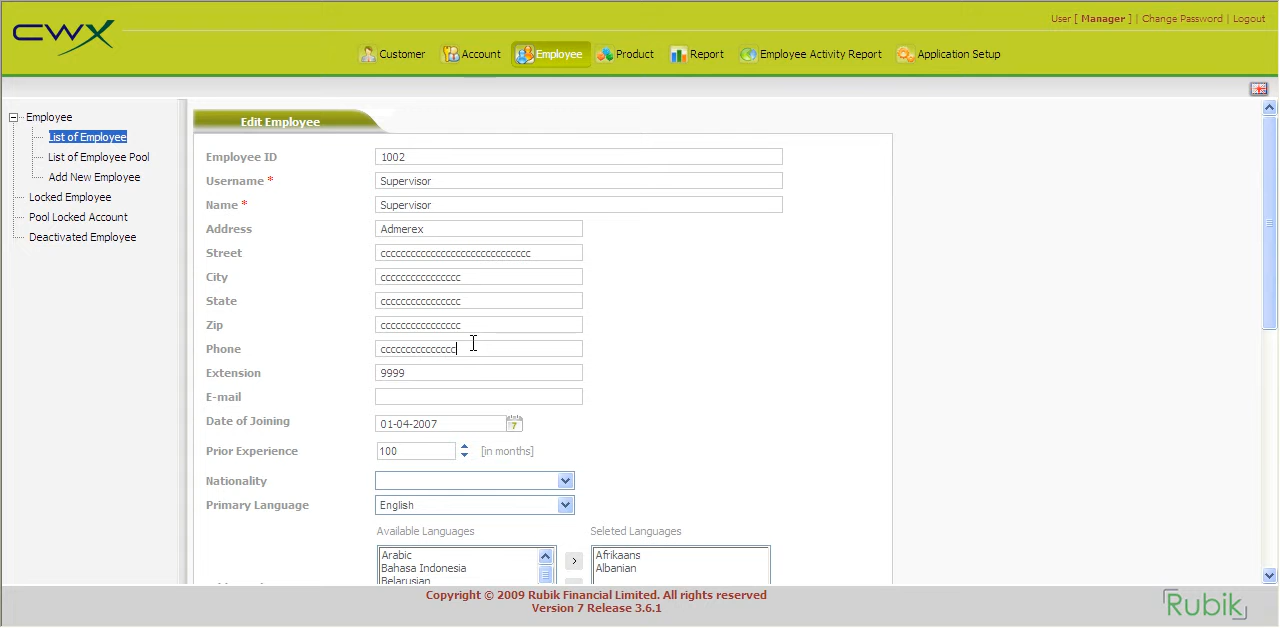 CWX
User [ Manager ] | Change Password | Logout
Customer Account Employee Product Report Employee Activity Report Application Setup
Employee
List of Employee
List of Employee Pool
Add New Employee
Locked Employee
Pool Locked Account
Deactivated Employee
Edit Employee
Employee ID 1002
Username * Supervisor
Name * Supervisor
Address Admerex
Street cccccccccccccccccccccccccccccc
City cccccccccccccccc
State cccccccccccccccc
Zip cccccccccccccccc
Phone ccccccccccccccc
Extension 9999
E-mail
Date of Joining 01-04-2007 7
Prior Experience 100 [in months]
Nationality
Primary Language English
Available Languages Seleted Languages
Arabic > Afrikaans
Bahasa Indonesia Albanian
Belarusian
Copyright © 2009 Rubik Financial Limited. All rights reserved
Version 7 Release 3.6.1
Rubik